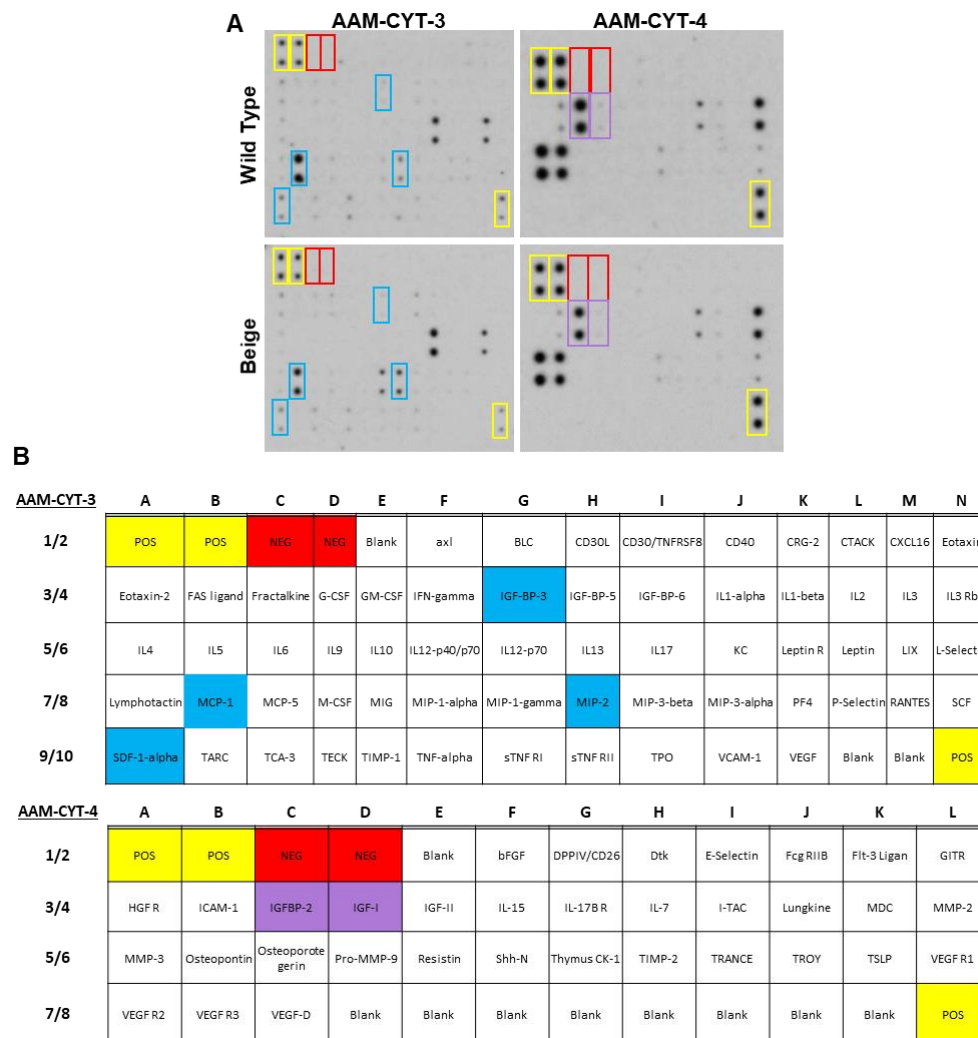 A
AAM-CYT-3 AAM-CYT-4
Wild Type
Beige
B
AAM-CYT-3 A B C D E F G H I J K L M N
1/2 POS POS NEG NEG Blank axl BLC CD30L CD30/TNFRSF8 CD40 CRG-2 CTACK CXCL16 Eotaxin
3/4 Eotaxin-2 FAS ligand Fractalkine G-CSF GM-CSF IFN-gamma IGF-BP-3 IGF-BP-5 IGF-BP-6 IL1-alpha IL1-beta IL2 IL3 IL3 Rb
5/6 IL4 IL5 IL6 IL9 IL10 IL12-p40/p70 IL12-p70 IL13 IL17 KC Leptin R Leptin LIX L-Select
7/8 Lymphotactin MCP-1 MCP-5 M-CSF MIG MIP-1-alpha MIP-1-gamma MIP-2 MIP-3-beta MIP-3-alpha PF4 P-Selectin RANTES SCF
9/10 SDF-1-alpha TARC TCA-3 TECK TIMP-1 TNF-alpha sTNF RI sTNF RII TPO VCAM-1 VEGF Blank Blank POS
AAM-CYT-4 A B C D E F G H I J K L
1/2 POS POS NEG NEG Blank bFGF DPPIV/CD26 Dtk E-Selectin Fcg RIIB Flt-3 Ligan GITR
3/4 HGF R ICAM-1 IGFBP-2 IGF-I IGF-II IL-15 IL-17B R IL-7 I-TAC Lungkine MDC MMP-2
5/6 MMP-3 Osteopontin Osteoporote
gerin Pro-MMP-9 Resistin Shh-N Thymus CK-1 TIMP-2 TRANCE TROY TSLP VEGF R1
7/8 VEGF R2 VEGF R3 VEGF-D Blank Blank Blank Blank Blank Blank Blank Blank POS